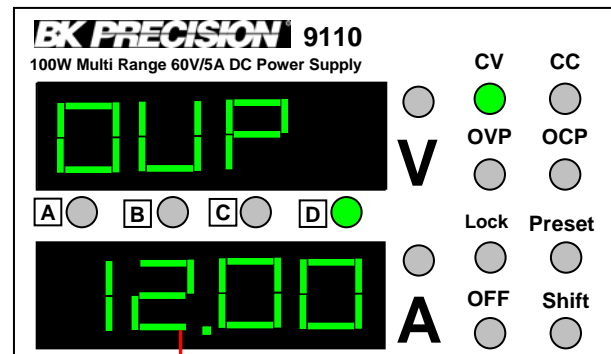 BK PRECISION® 9110
100W Multi Range 60V/5A DC Power Supply
CV CC
OUP
V
OVP OCP
A B C D
Lock Preset
12.00
A
OFF Shift